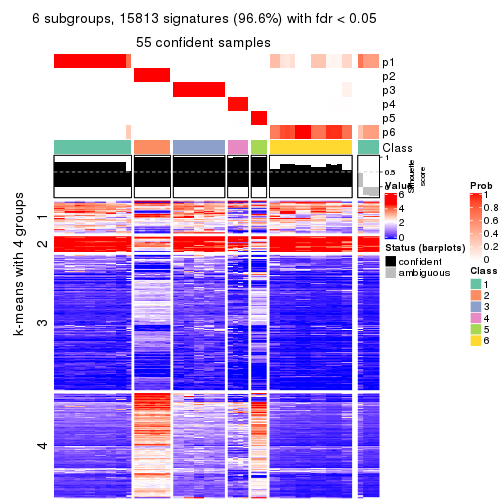 6 subgroups, 15813 signatures (96.6%) with fdr < 0.05
55 confident samples
p1
p2
p3
p4
p5
p6
Class
1
0.5
0
Silhouette
score
k-means with 4 groups
1
2
3
4
Value
6
4
2
0
Status (barplots)
confident
ambiguous
Prob
1
0.8
0.6
0.4
0.2
0
Class
1
2
3
4
5
6